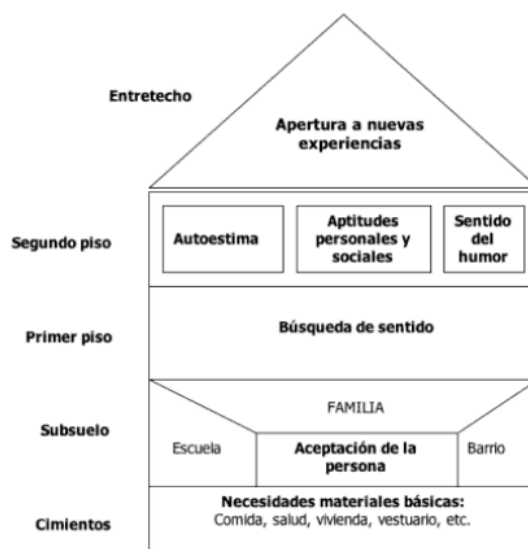 Entretecho
Apertura a nuevas
experiencias
Segundo piso
Autoestima
Aptitudes
personales y
sociales
Sentido
del
humor
Primer piso
Búsqueda de sentido
Subsuelo
FAMILIA
Escuela
Aceptación de la
persona
Barrio
Cimientos
Necesidades materiales básicas:
Comida, salud, vivienda, vestuario, etc.